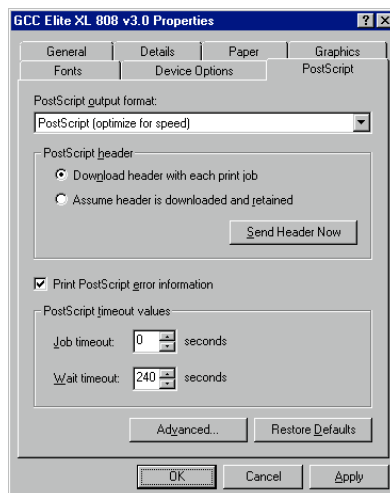 GCC Elite XL 808 v3.0 Properties
General Details Paper Graphics
Fonts Device Options PostScript
PostScript output format:
PostScript (optimize for speed)
PostScript header
Download header with each print job
Assume header is downloaded and retained
Send Header Now
Print PostScript error information
PostScript timeout values
Job timeout: 0 seconds
Wait timeout: 240 seconds
Advanced... Restore Defaults
OK Cancel Apply